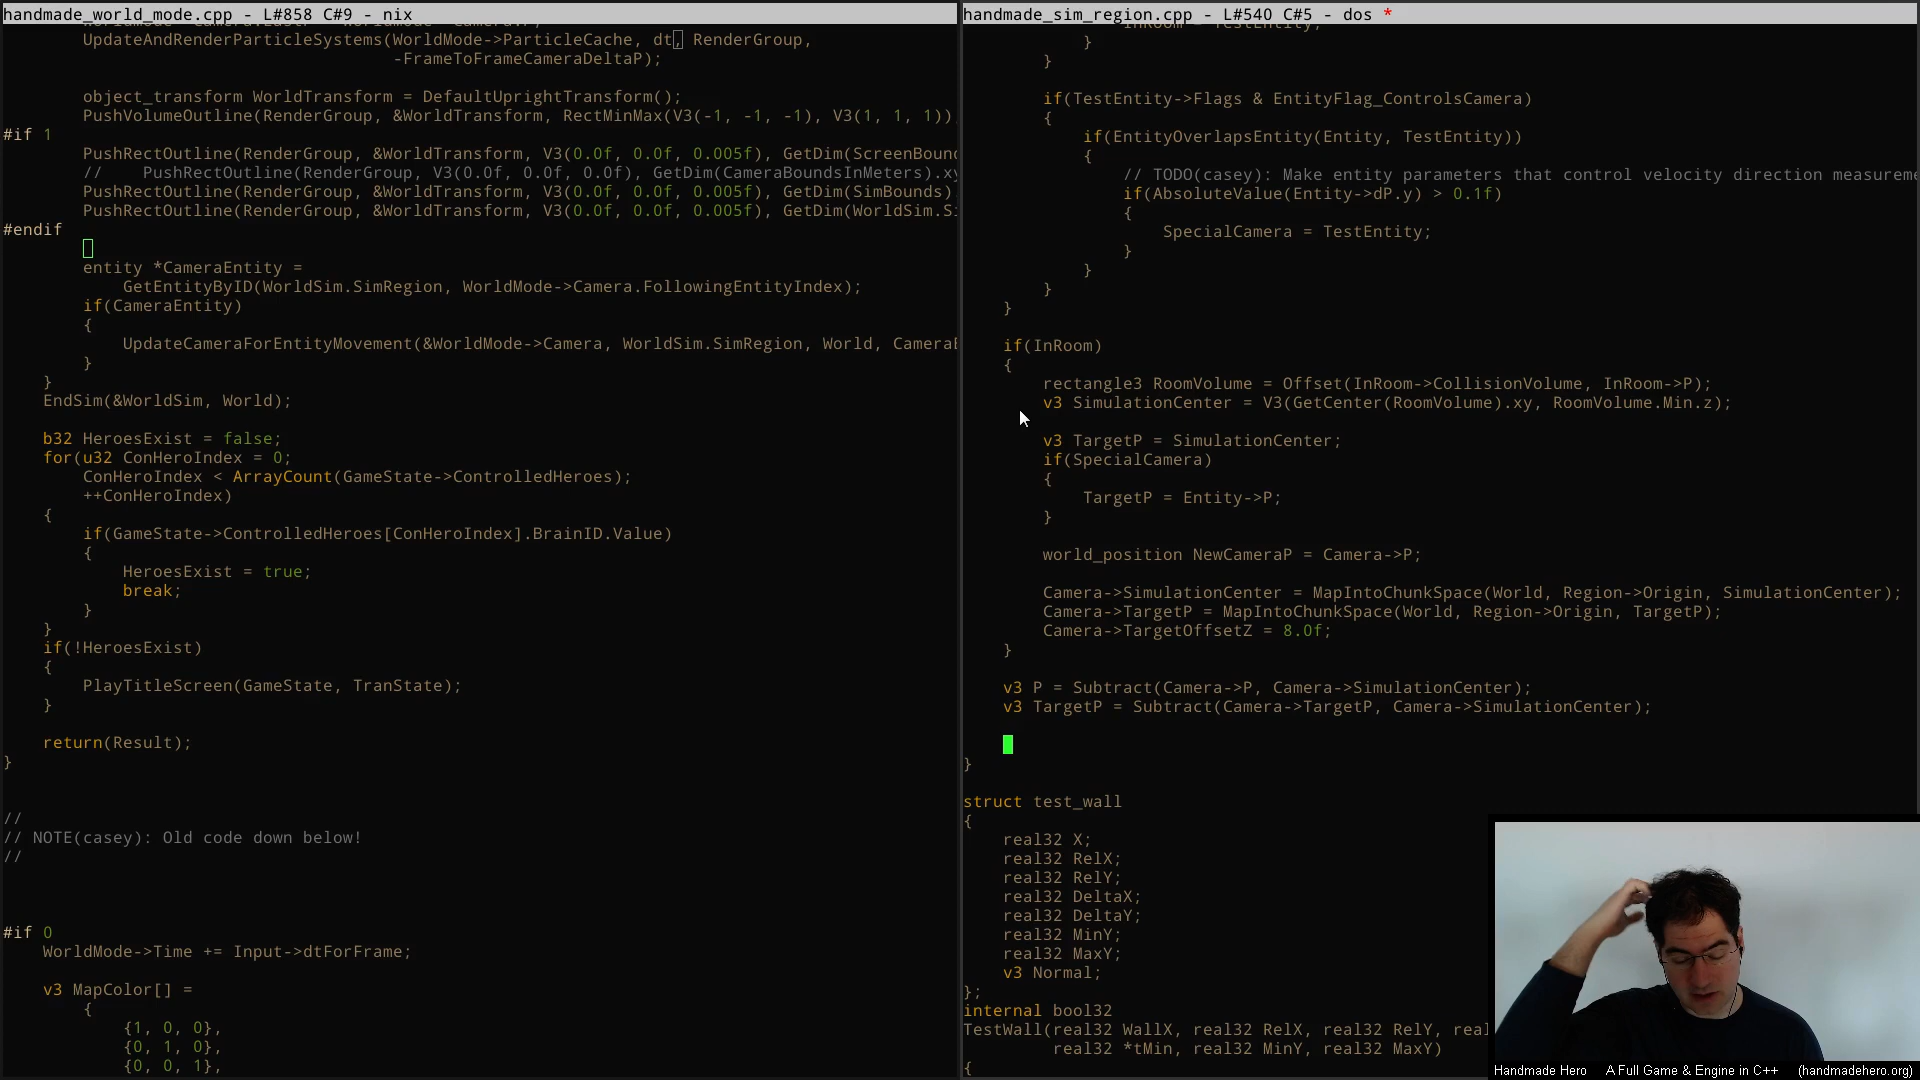 handmade_world_mode.cpp - L#858 C#9 - nix
UpdateAndRenderParticleSystems(WorldMode->ParticleCache, dt, RenderGroup,
-FrameToFrameCameraDeltaP);
object_transform WorldTransform = DefaultUprightTransform();
PushVolumeOutline(RenderGroup, &WorldTransform, RectMinMax(V3(-1, -1, -1), V3(1, 1, 1))
#if 1
PushRectOutline(RenderGroup, &WorldTransform, V3(0.0f, 0.0f, 0.005f), GetDim(ScreenBound
//    PushRectOutline(RenderGroup, V3(0.0f, 0.0f, 0.0f), GetDim(CameraBoundsInMeters).xy
PushRectOutline(RenderGroup, &WorldTransform, V3(0.0f, 0.0f, 0.005f), GetDim(SimBounds)
PushRectOutline(RenderGroup, &WorldTransform, V3(0.0f, 0.0f, 0.005f), GetDim(WorldSim.Si
#endif
entity *CameraEntity =
GetEntityByID(WorldSim.SimRegion, WorldMode->Camera.FollowingEntityIndex);
if(CameraEntity)
{
UpdateCameraForEntityMovement(&WorldMode->Camera, WorldSim.SimRegion, World, CameraE
}
}
EndSim(&WorldSim, World);
b32 HeroesExist = false;
for(u32 ConHeroIndex = 0;
ConHeroIndex < ArrayCount(GameState->ControlledHeroes);
++ConHeroIndex)
{
if(GameState->ControlledHeroes[ConHeroIndex].BrainID.Value)
{
HeroesExist = true;
break;
}
}
if(!HeroesExist)
{
PlayTitleScreen(GameState, TranState);
}
return(Result);
}
//
// NOTE(casey): Old code down below!
//
#if 0
WorldMode->Time += Input->dtForFrame;
v3 MapColor[] =
{
{1, 0, 0},
{0, 1, 0},
{0, 0, 1},
handmade_sim_region.cpp - L#540 C#5 - dos *
}
}
if(TestEntity->Flags & EntityFlag_ControlsCamera)
{
if(EntityOverlapsEntity(Entity, TestEntity))
{
// TODO(casey): Make entity parameters that control velocity direction measureme
if(AbsoluteValue(Entity->dP.y) > 0.1f)
{
SpecialCamera = TestEntity;
}
}
}
}
if(InRoom)
{
rectangle3 RoomVolume = Offset(InRoom->CollisionVolume, InRoom->P);
v3 SimulationCenter = V3(GetCenter(RoomVolume).xy, RoomVolume.Min.z);
v3 TargetP = SimulationCenter;
if(SpecialCamera)
{
TargetP = Entity->P;
}
world_position NewCameraP = Camera->P;
Camera->SimulationCenter = MapIntoChunkSpace(World, Region->Origin, SimulationCenter);
Camera->TargetP = MapIntoChunkSpace(World, Region->Origin, TargetP);
Camera->TargetOffsetZ = 8.0f;
}
v3 P = Subtract(Camera->P, Camera->SimulationCenter);
v3 TargetP = Subtract(Camera->TargetP, Camera->SimulationCenter);
}
struct test_wall
{
real32 X;
real32 RelX;
real32 RelY;
real32 DeltaX;
real32 DeltaY;
real32 MinY;
real32 MaxY;
v3 Normal;
};
internal bool32
TestWall(real32 WallX, real32 RelX, real32 RelY, real
real32 *tMin, real32 MinY, real32 MaxY)
{
Handmade Hero    A Full Game & Engine in C++    (handmadehero.org)